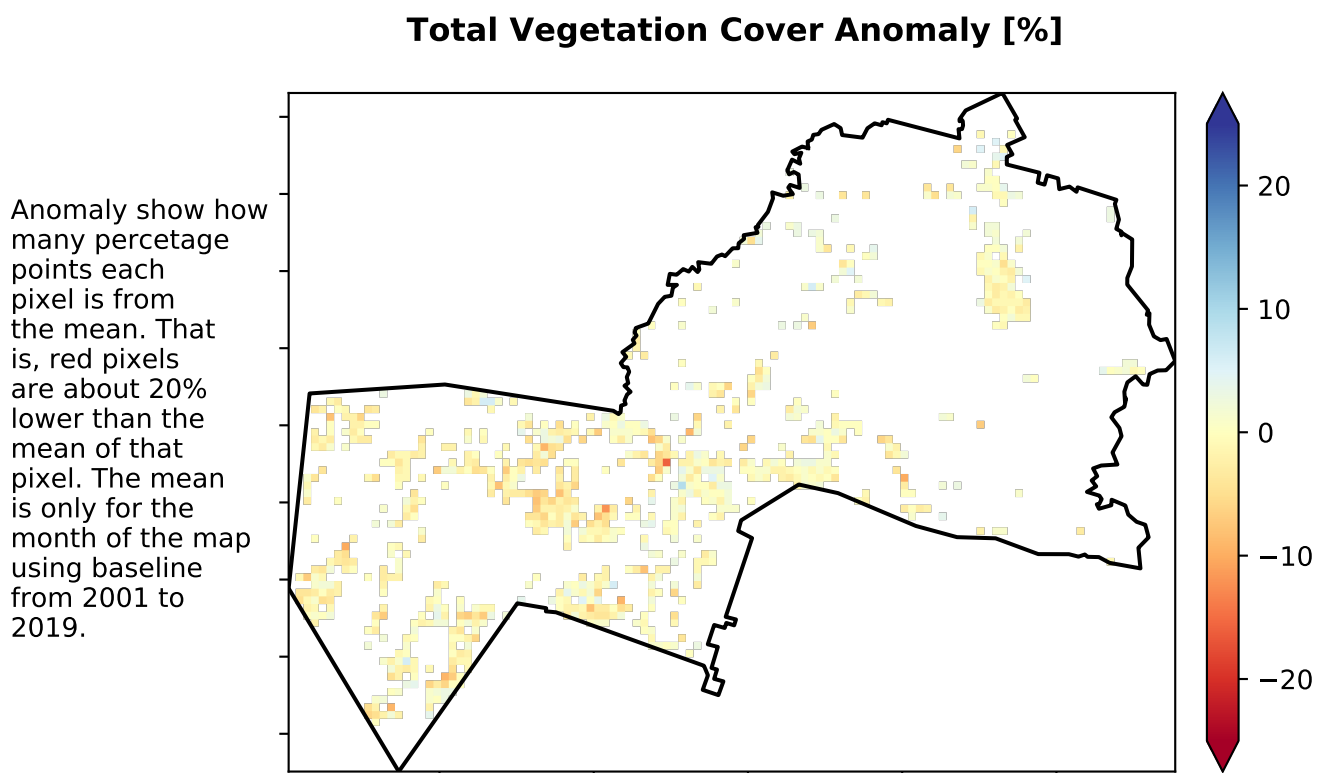 Total Vegetation Cover Anomaly [%]
Anomaly show how
many percetage
points each
pixel is from
the mean. That
is, red pixels
are about 20%
lower than the
mean of that
pixel. The mean
is only for the
month of the map
using baseline
from 2001 to
2019.
20
10
0
−10
−20